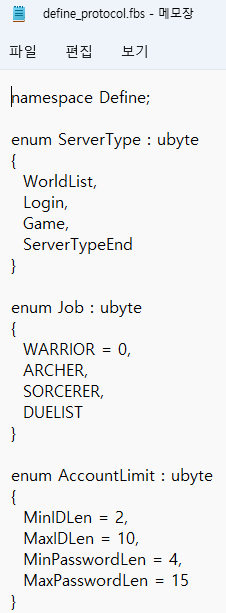 define_protocol.fbs - 메모장
파일 편집 보기
namespace Define;
enum ServerType : ubyte
{
WorldList,
Login,
Game,
ServerTypeEnd
}
enum Job : ubyte
{
WARRIOR = 0,
ARCHER,
SORCERER,
DUELIST
}
enum AccountLimit : ubyte
{
MinIDLen = 2,
MaxIDLen = 10,
MinPasswordLen = 4,
MaxPasswordLen = 15
}